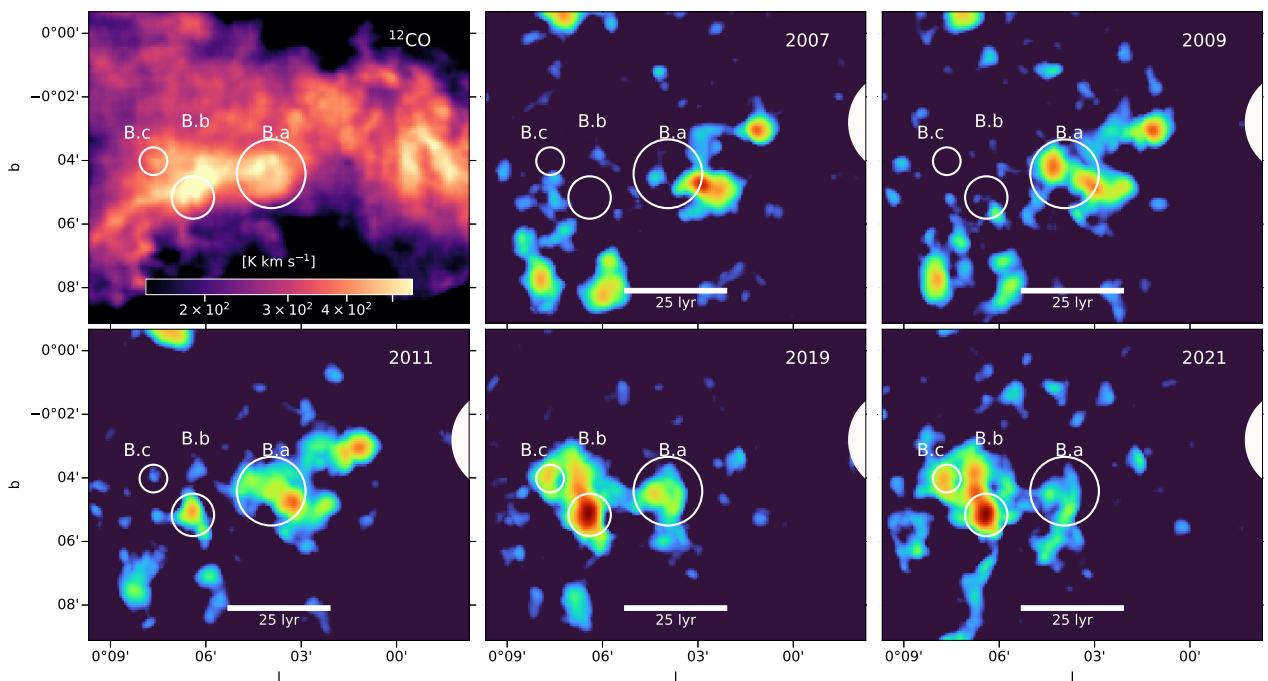 0°00'
−0°02'
04'
06'
08'
b
¹²CO
B.c
B.b
B.a
[K km s⁻¹]
2 × 10²
3 × 10²
4 × 10²
2007
B.c
B.b
B.a
25 lyr
2009
B.c
B.b
B.a
25 lyr
0°00'
−0°02'
04'
06'
08'
b
2011
B.c
B.b
B.a
25 lyr
0°09'
06'
03'
00'
l
2019
B.c
B.b
B.a
25 lyr
0°09'
06'
03'
00'
l
2021
B.c
B.b
B.a
25 lyr
0°09'
06'
03'
00'
l